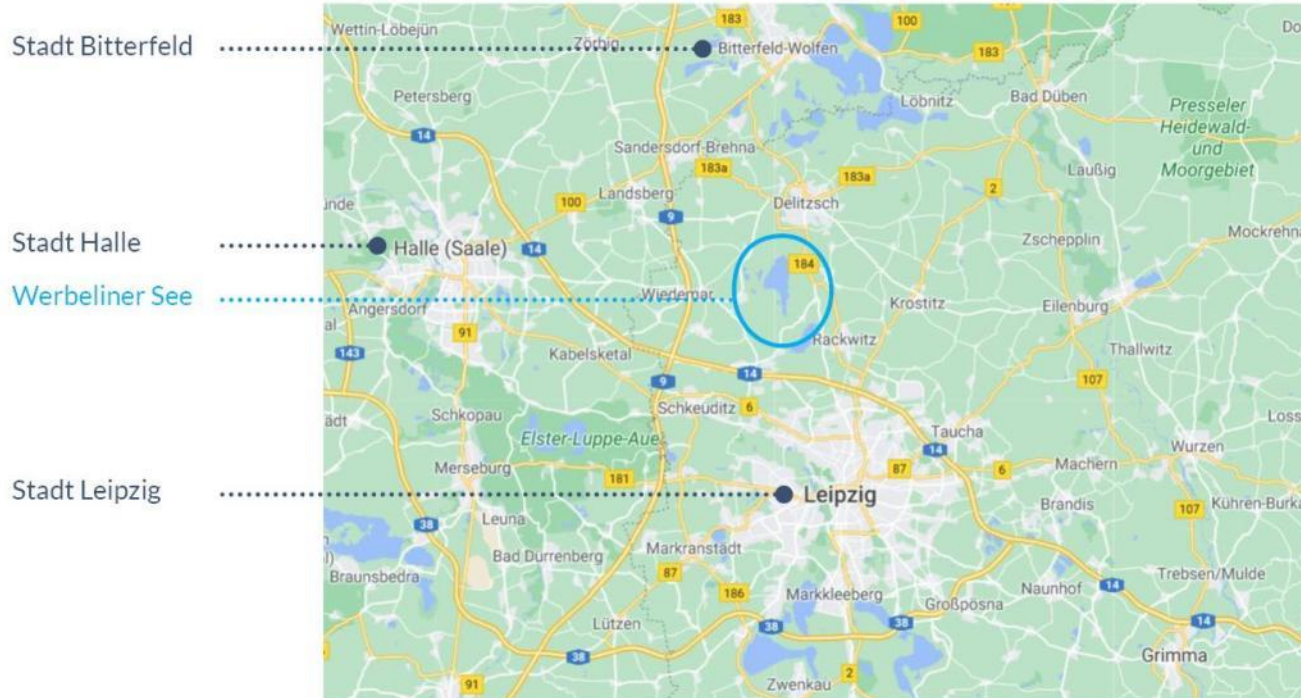 Stadt Bitterfeld
Stadt Halle
Werbeliner See
Stadt Leipzig
183
100
Do
Wettin-Löbejün
Zörbig
Bitterfeld-Wolfen
183
Petersberg
Löbnitz
Bad Düben
Presseler
Heidewald-
und
Moorgebiet
14
Sandersdorf-Brehna
183a
183a
Laußig
Landsberg
2
100
Delitzsch
ünde
9
Halle (Saale)
14
Zschepplin
Mockrehna
184
Wiedemar
Krostitz
Eilenburg
al
Angersdorf
91
Rackwitz
143
Kabelsketal
Thallwitz
14
9
107
Schkeuditz
6
Schkopau
ädt
Loss
Elster-Luppe-Aue
Taucha
14
Wurzen
Merseburg
181
87
6
Machern
Leipzig
Brandis
Kühren-Burka
107
38
Leuna
Markranstädt
Bad Dürrenberg
87
Braunsbedra
Trebsen/Mulde
186
Markkleeberg
Naunhof
14
Großpösna
Lützen
38
38
14
38
Grimma
91
2
Zwenkau